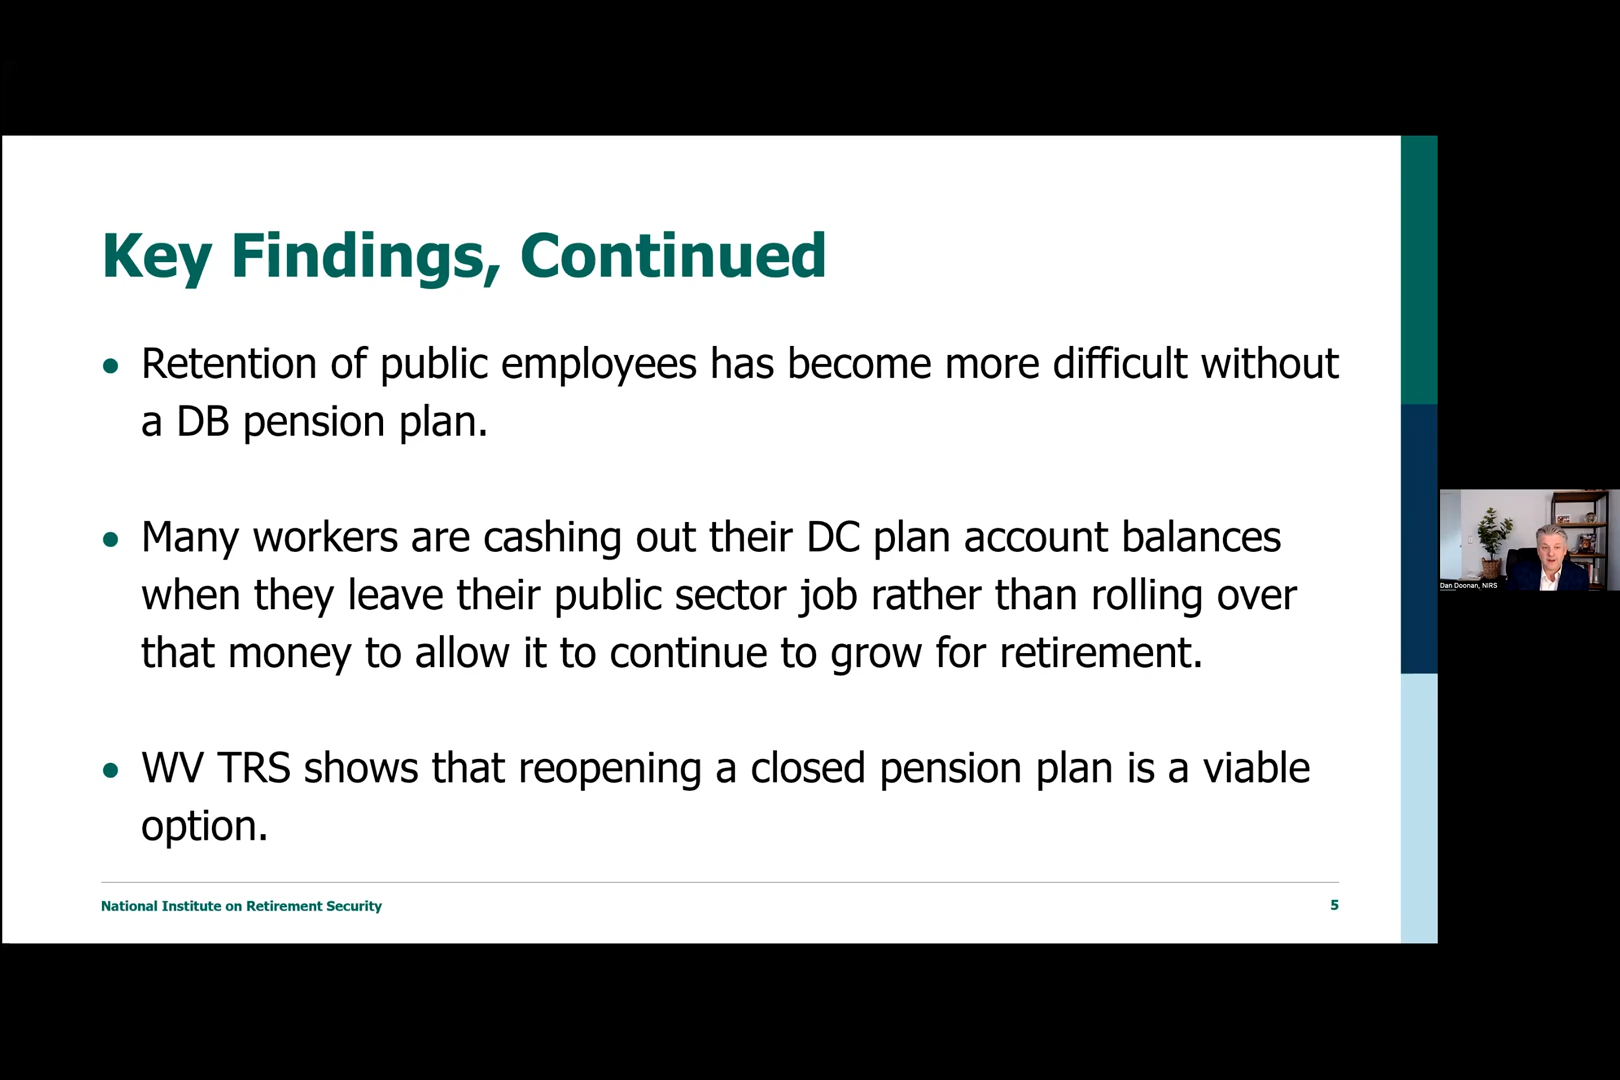 Key Findings, Continued
• Retention of public employees has become more difficult without
a DB pension plan.
• Many workers are cashing out their DC plan account balances
when they leave their public sector job rather than rolling over
that money to allow it to continue to grow for retirement.
• WV TRS shows that reopening a closed pension plan is a viable
option.
National Institute on Retirement Security
5
Dan Doonan, NIRS